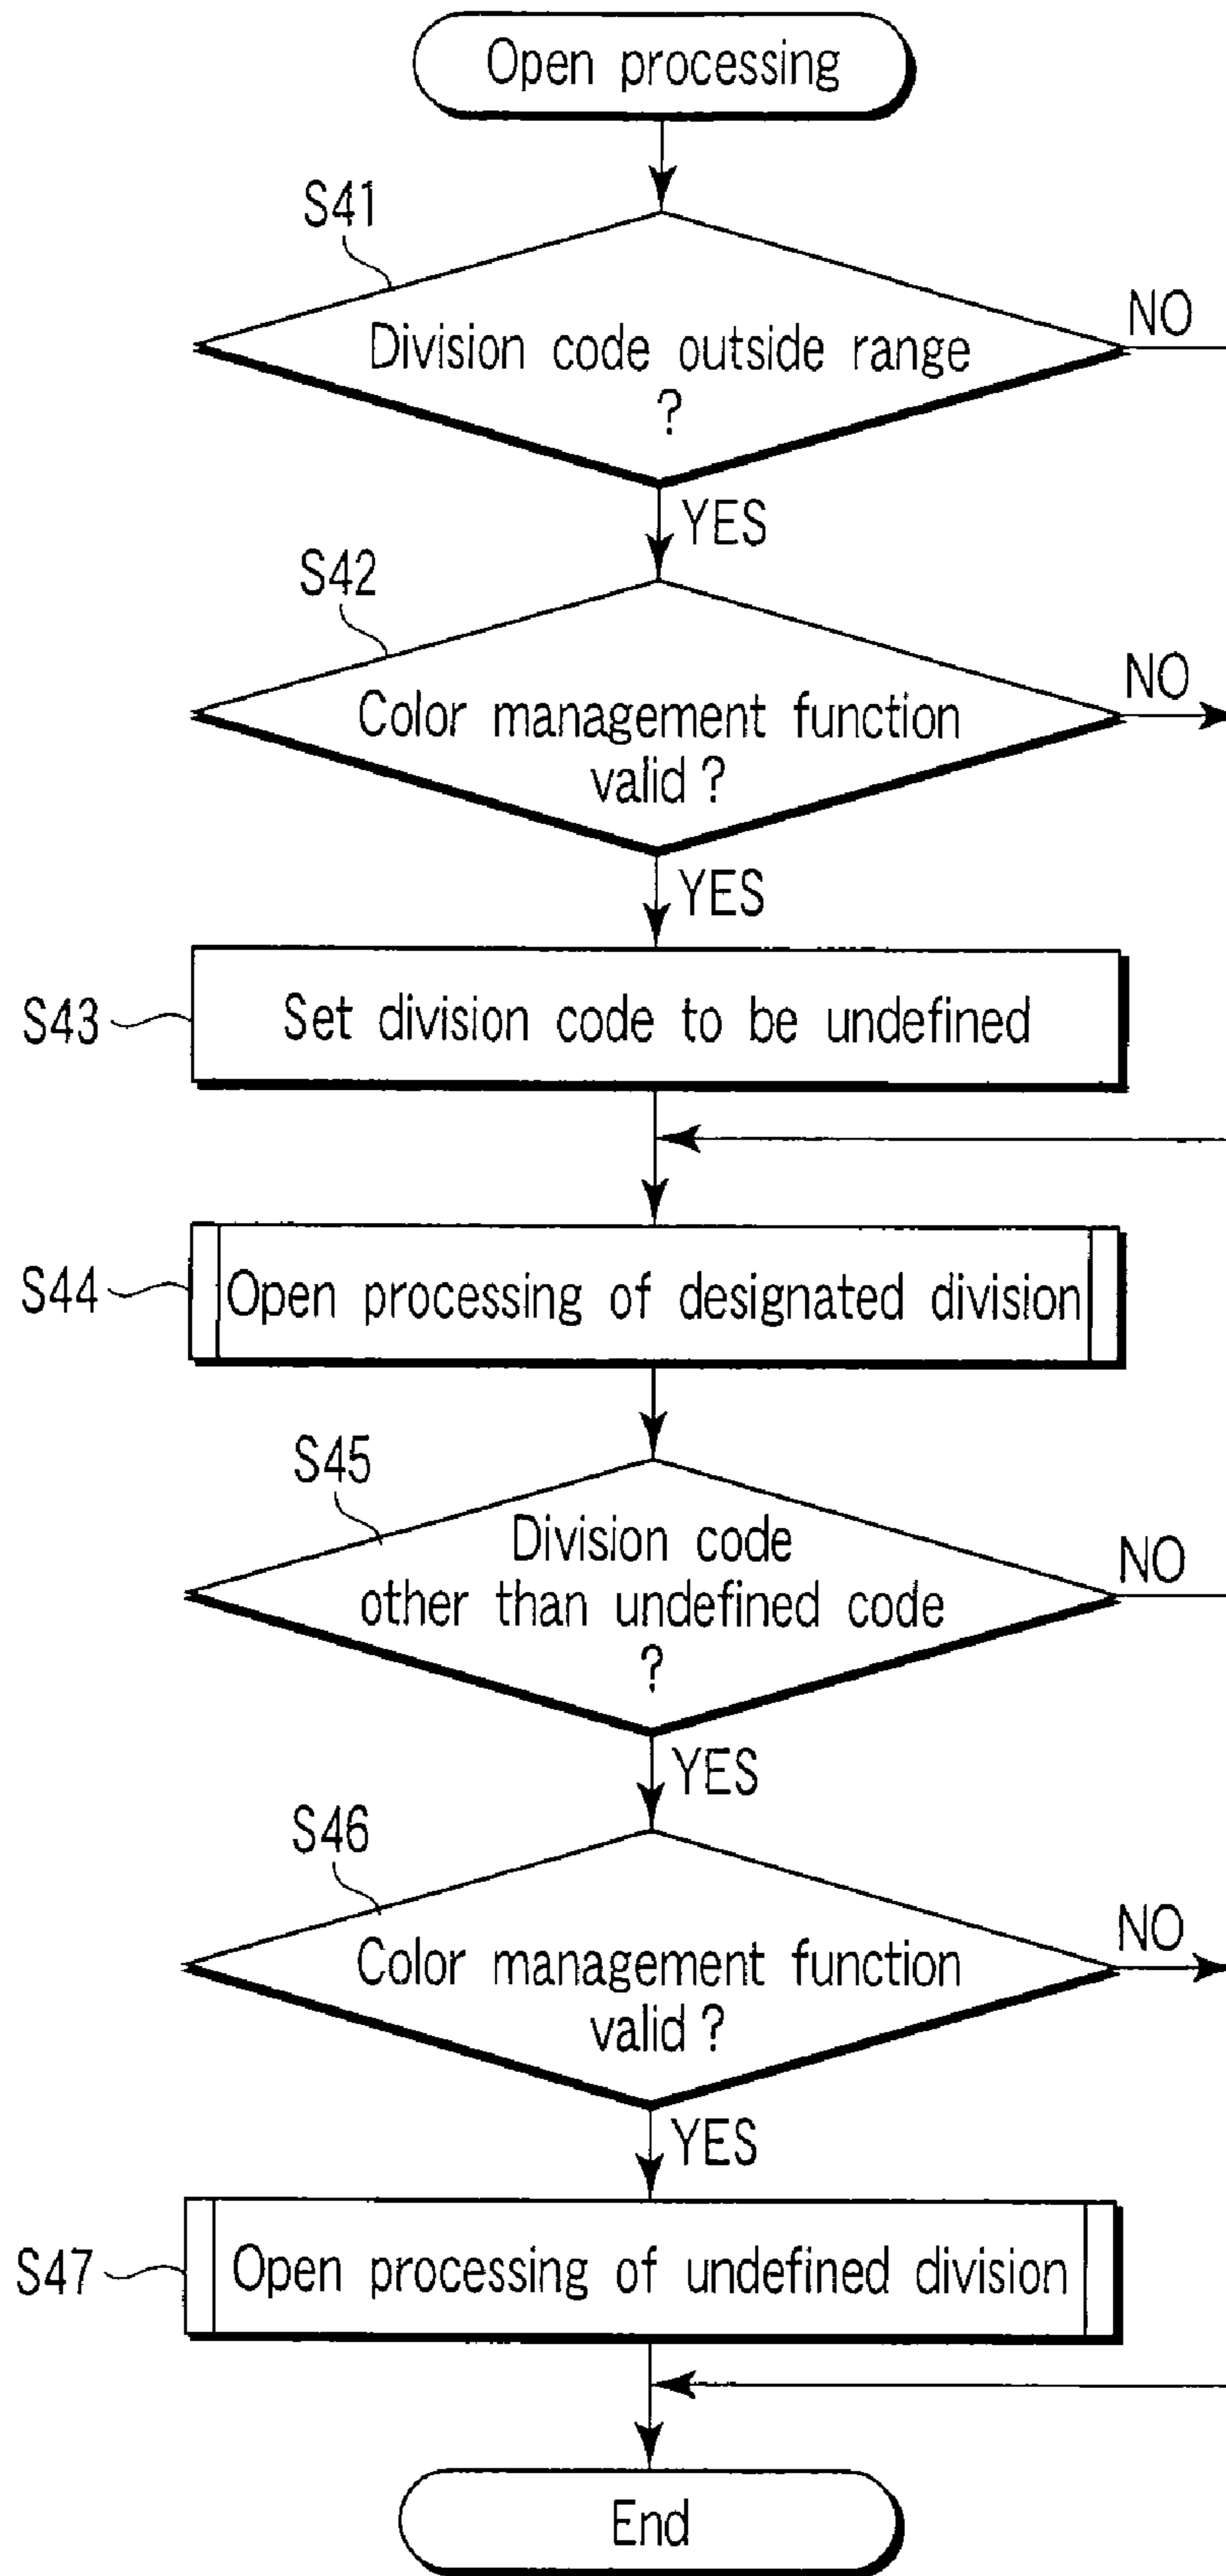 Open processing
S41
Division code outside range
?
NO
YES
S42
Color management function
valid ?
NO
YES
S43
Set division code to be undefined
S44
Open processing of designated division
S45
Division code
other than undefined code
?
NO
YES
S46
Color management function
valid ?
NO
YES
S47
Open processing of undefined division
End